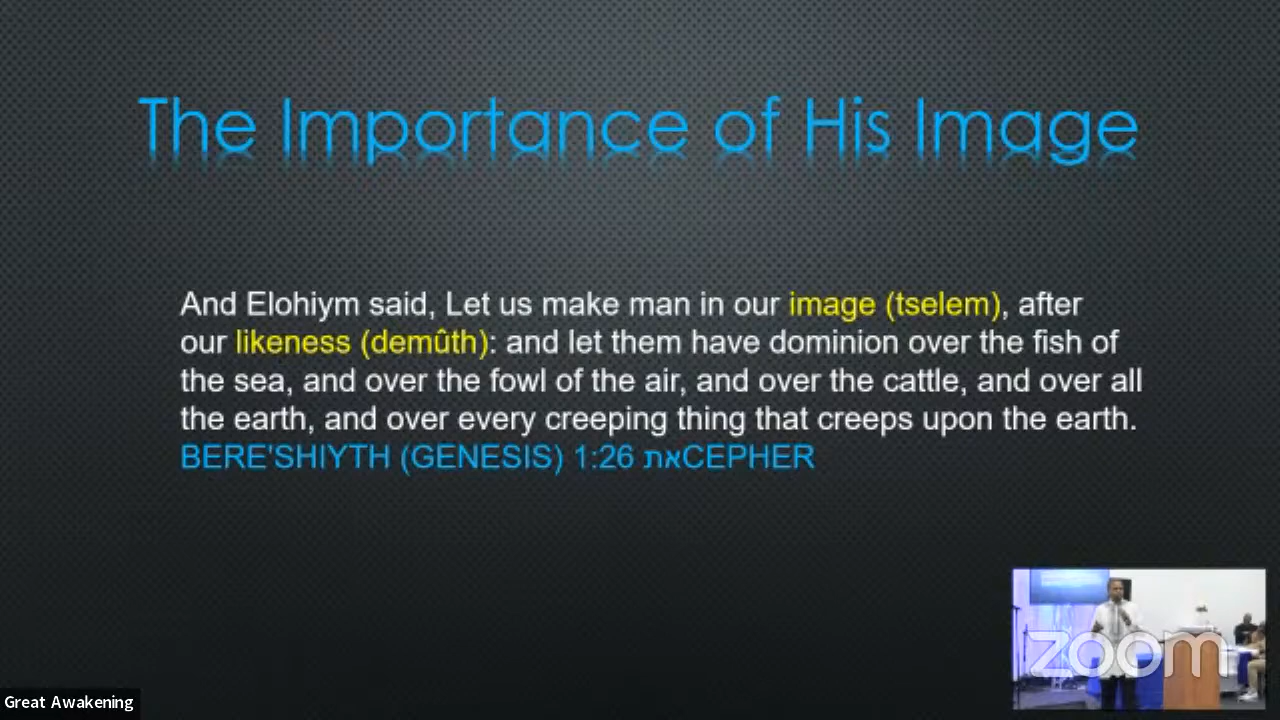 The Importance of His Image
And Elohiym said, Let us make man in our image (tselem), after
our likeness (demûth): and let them have dominion over the fish of
the sea, and over the fowl of the air, and over the cattle, and over all
the earth, and over every creeping thing that creeps upon the earth.
BERE'SHIYTH (GENESIS) 1:26 אתCEPHER
zoom
Great Awakening